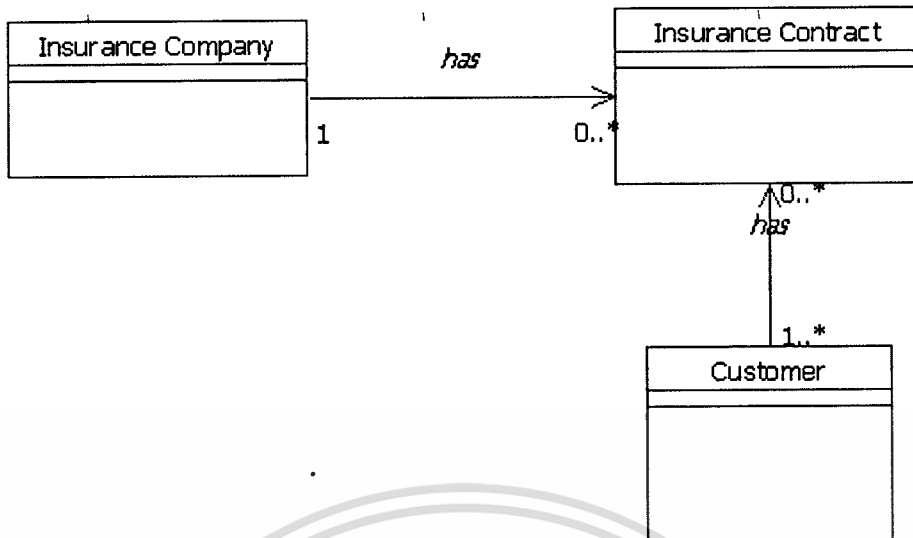 Insurance Company
has
Insurance Contract
1
0..*
0..*
has
1..*
Customer